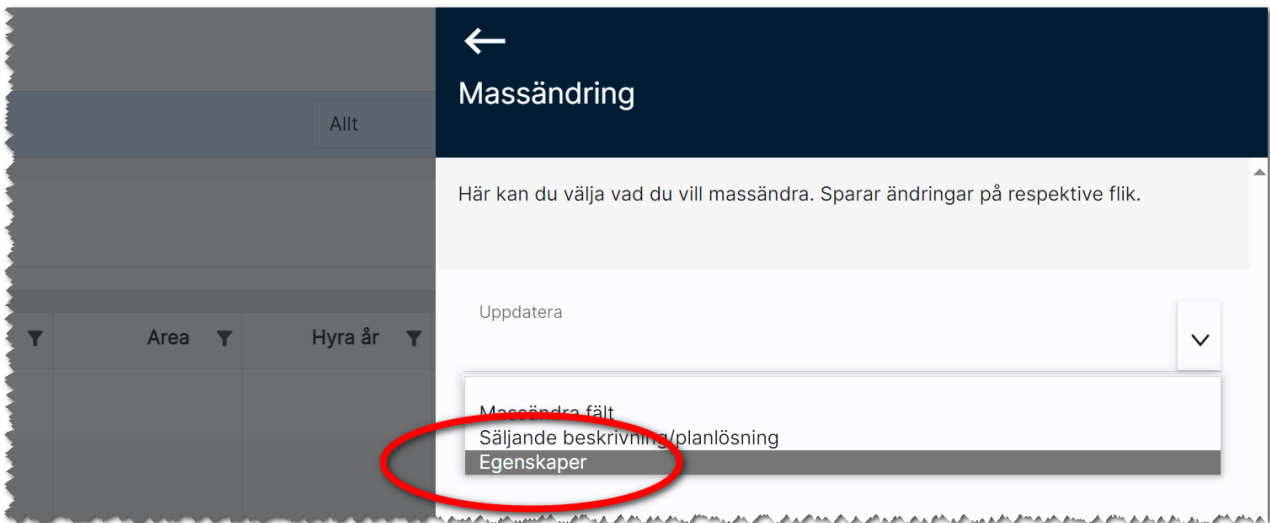 Massändring
Allt
Här kan du välja vad du vill massändra. Sparar ändringar på respektive flik.
Uppdatera
Area
Hyra år
Massändra fält
Säljande beskrivning/planlösning
Egenskaper